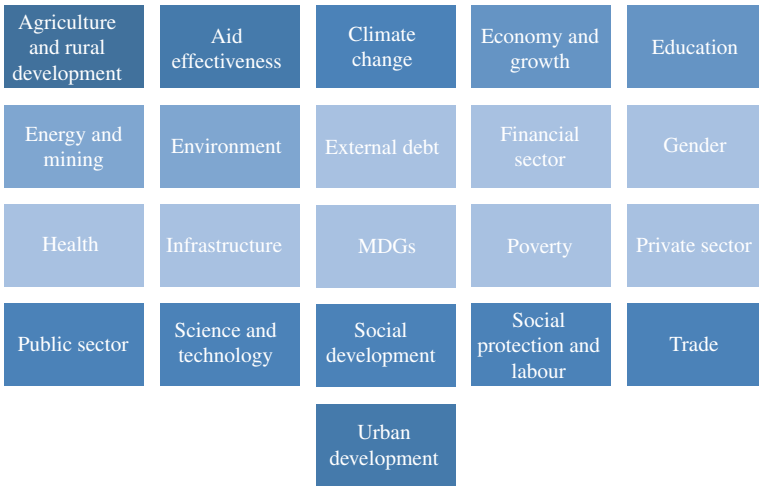 Agriculture
and rural
development
Aid
effectiveness
Climate
change
Economy and
growth
Education
Energy and
mining
Environment
External debt
Financial
sector
Gender
Health
Infrastructure
MDGs
Poverty
Private sector
Public sector
Science and
technology
Social
development
Social
protection and
labour
Trade
Urban
development